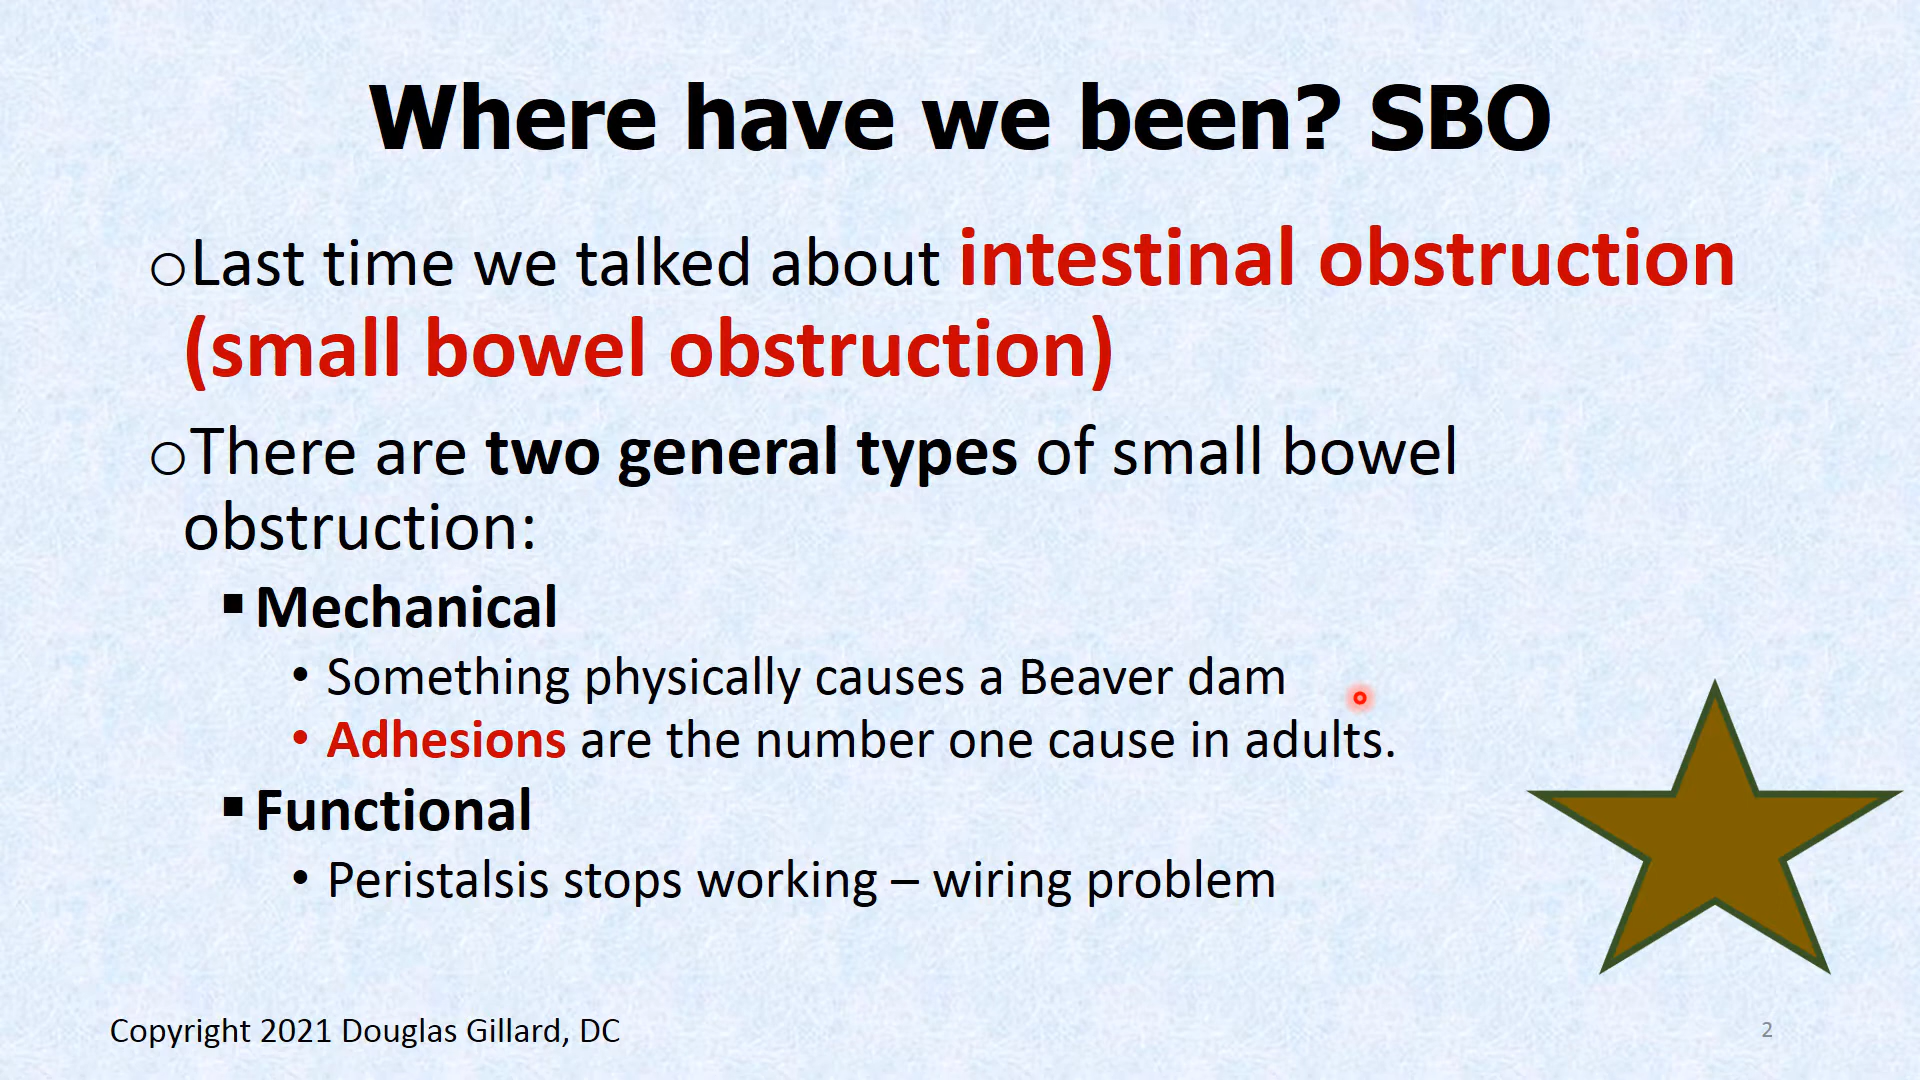 Where have we been? SBO
oLast time we talked about intestinal obstruction
(small bowel obstruction)
oThere are two general types of small bowel
obstruction:
▪Mechanical
• Something physically causes a Beaver dam
• Adhesions are the number one cause in adults.
▪Functional
• Peristalsis stops working – wiring problem
Copyright 2021 Douglas Gillard, DC
2